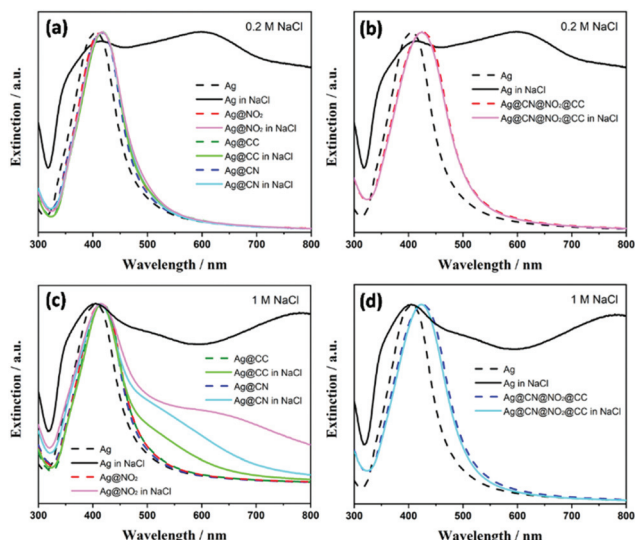 (a)
0.2 M NaCl
Ag
Ag in NaCl
Ag@NO₂
Ag@NO₂ in NaCl
Ag@CC
Ag@CC in NaCl
Ag@CN
Ag@CN in NaCl
Extinction / a.u.
300 400 500 600 700 800
Wavelength / nm
(b)
0.2 M NaCl
Ag
Ag in NaCl
Ag@CN@NO₂@CC
Ag@CN@NO₂@CC in NaCl
Extinction / a.u.
300 400 500 600 700 800
Wavelength / nm
(c)
1 M NaCl
Ag@CC
Ag@CC in NaCl
Ag@CN
Ag@CN in NaCl
Ag
Ag in NaCl
Ag@NO₂
Ag@NO₂ in NaCl
Extinction / a.u.
300 400 500 600 700 800
Wavelength / nm
(d)
1 M NaCl
Ag
Ag in NaCl
Ag@CN@NO₂@CC
Ag@CN@NO₂@CC in NaCl
Extinction / a.u.
300 400 500 600 700 800
Wavelength / nm